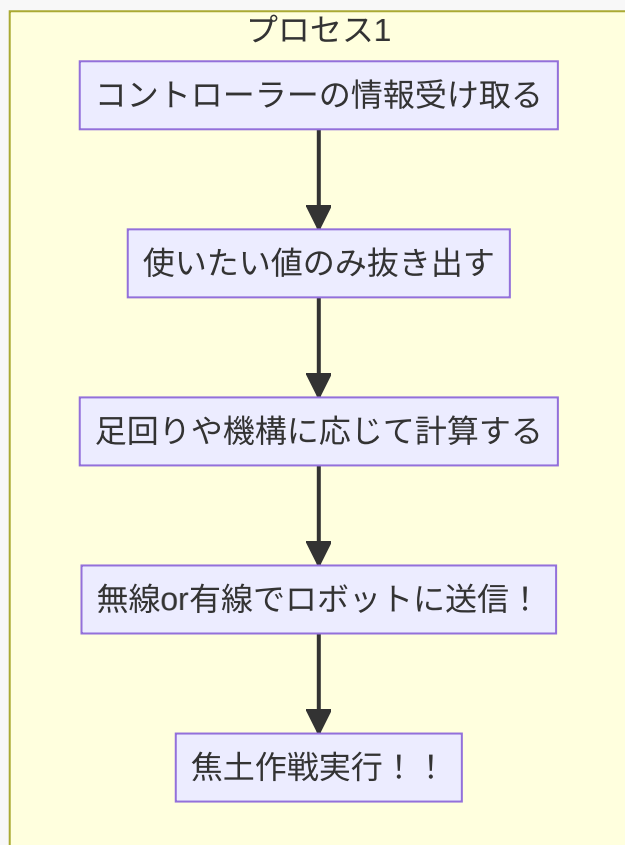 プロセス1
コントローラーの情報受け取る
使いたい値のみ抜き出す
足回りや機構に応じて計算する
無線or有線でロボットに送信！
焦土作戦実行！！